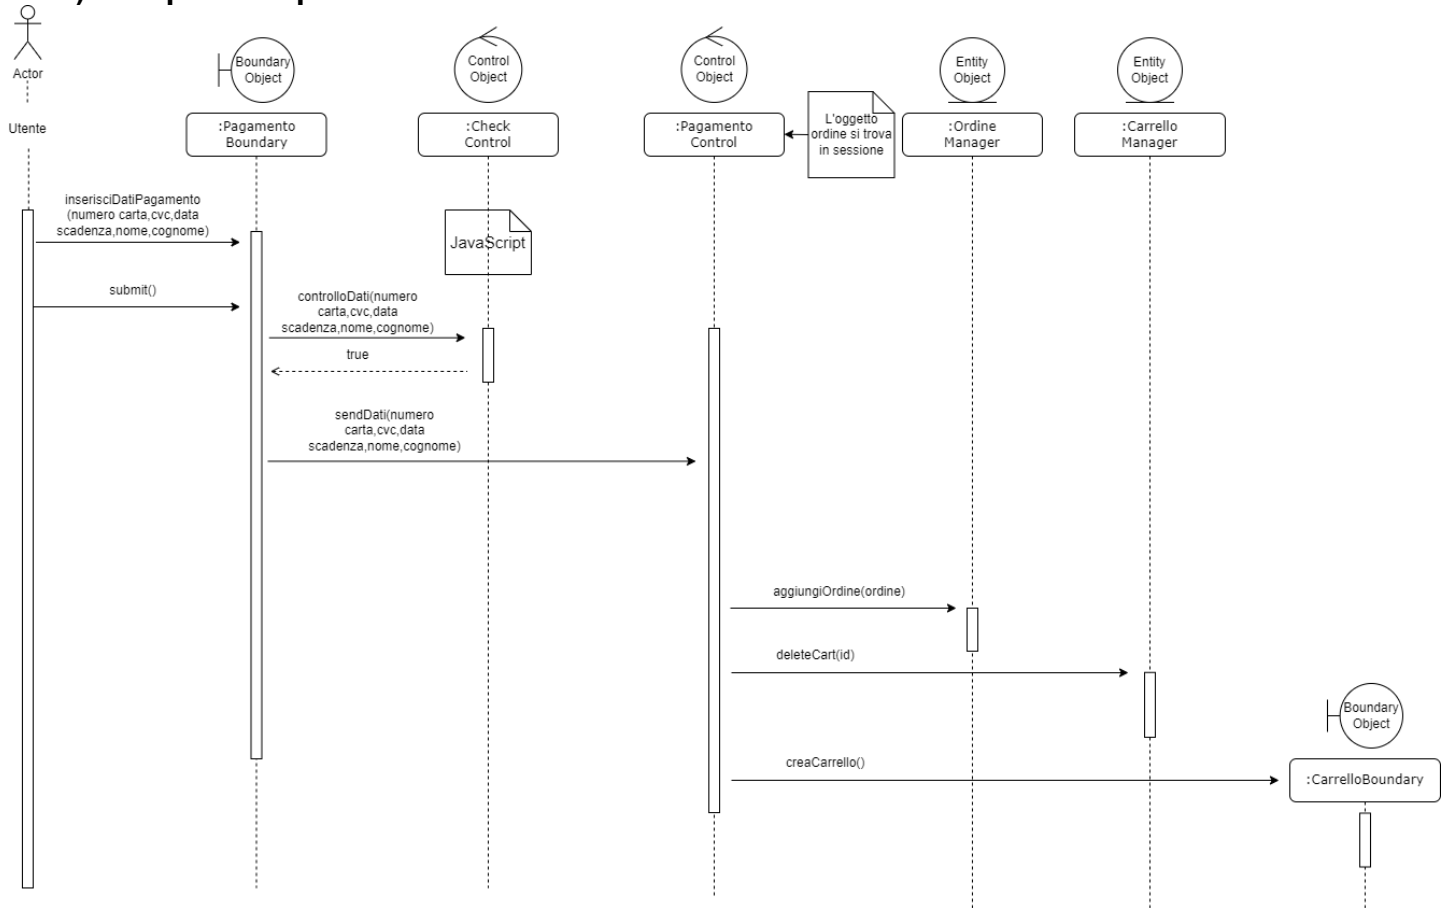 Actor
Utente
Boundary
Object
:Pagamento
Boundary
Control
Object
:Check
Control
Control
Object
:Pagamento
Control
L'oggetto
ordine si trova
in sessione
Entity
Object
:Ordine
Manager
Entity
Object
:Carrello
Manager
inserisciDatiPagamento
(numero carta,cvc,data
scadenza,nome,cognome)
JavaScript
submit()
controlloDati(numero
carta,cvc,data
scadenza,nome,cognome)
true
sendDati(numero
carta,cvc,data
scadenza,nome,cognome)
aggiungiOrdine(ordine)
deleteCart(id)
Boundary
Object
creaCarrello()
:CarrelloBoundary